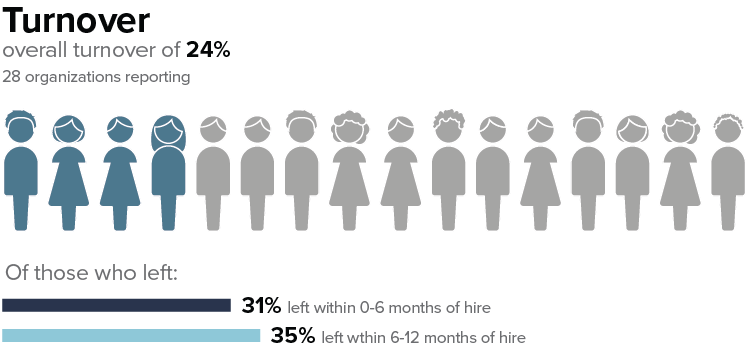 Turnover
overall turnover of 24%
28 organizations reporting
Of those who left:
31% left within 0-6 months of hire
35% left wthin 6-12 months of hire